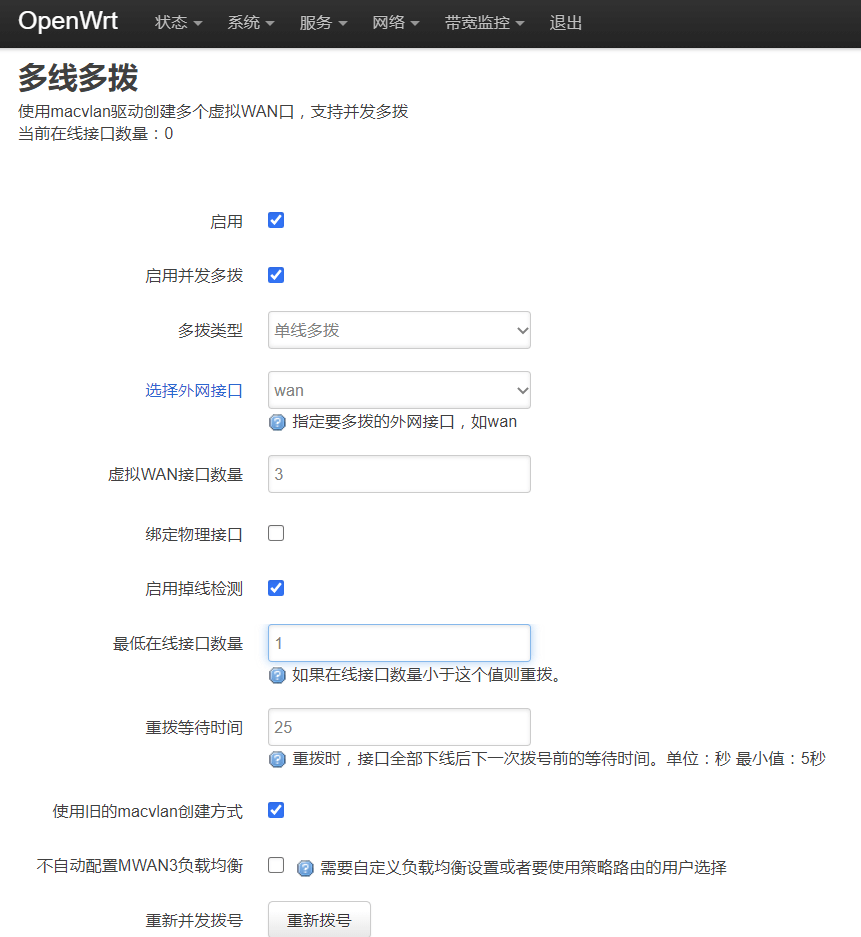 OpenWrt 状态 系统 服务 网络 带宽监控 退出
多线多拨
使用macvlan驱动创建多个虚拟WAN口，支持并发多拨
当前在线接口数量：0
启用
启用并发多拨
多拨类型 单线多拨
选择外网接口 wan
指定要多拨的外网接口，如wan
虚拟WAN接口数量 3
绑定物理接口
启用掉线检测
最低在线接口数量 1
如果在线接口数量小于这个值则重拨。
重拨等待时间 25
重拨时，接口全部下线后下一次拨号前的等待时间。单位：秒 最小值：5秒
使用旧的macvlan创建方式
不自动配置MWAN3负载均衡 需要自定义负载均衡设置或者要使用策略路由的用户选择
重新并发拨号 重新拨号